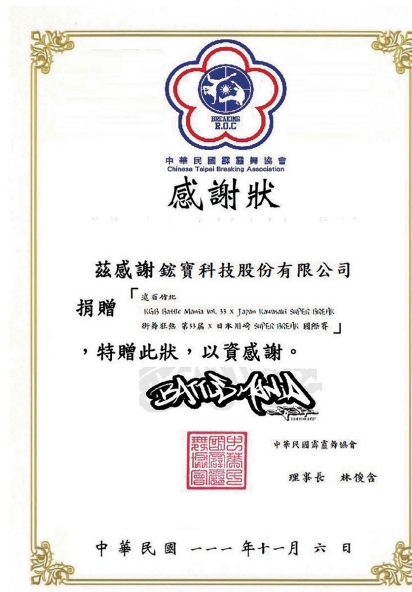 BREAKING
R.O.C
中華民國霹靂舞協會
Chinese Taipei Breaking Association
感謝狀
茲感謝鋐寶科技股份有限公司
捐贈「遠百竹北
KGB Battle Mania Vol. 33 x Japan Kawasaki SUPER BREAK
街舞狂熱 第33屆 x 日本川崎 SUPER BREAK 國際賽」
，特贈此狀，以資感謝。
BATTLE MANIA
中華民國霹靂舞協會
理事長 林俊含
中華民國 一一一 年十一月 六 日